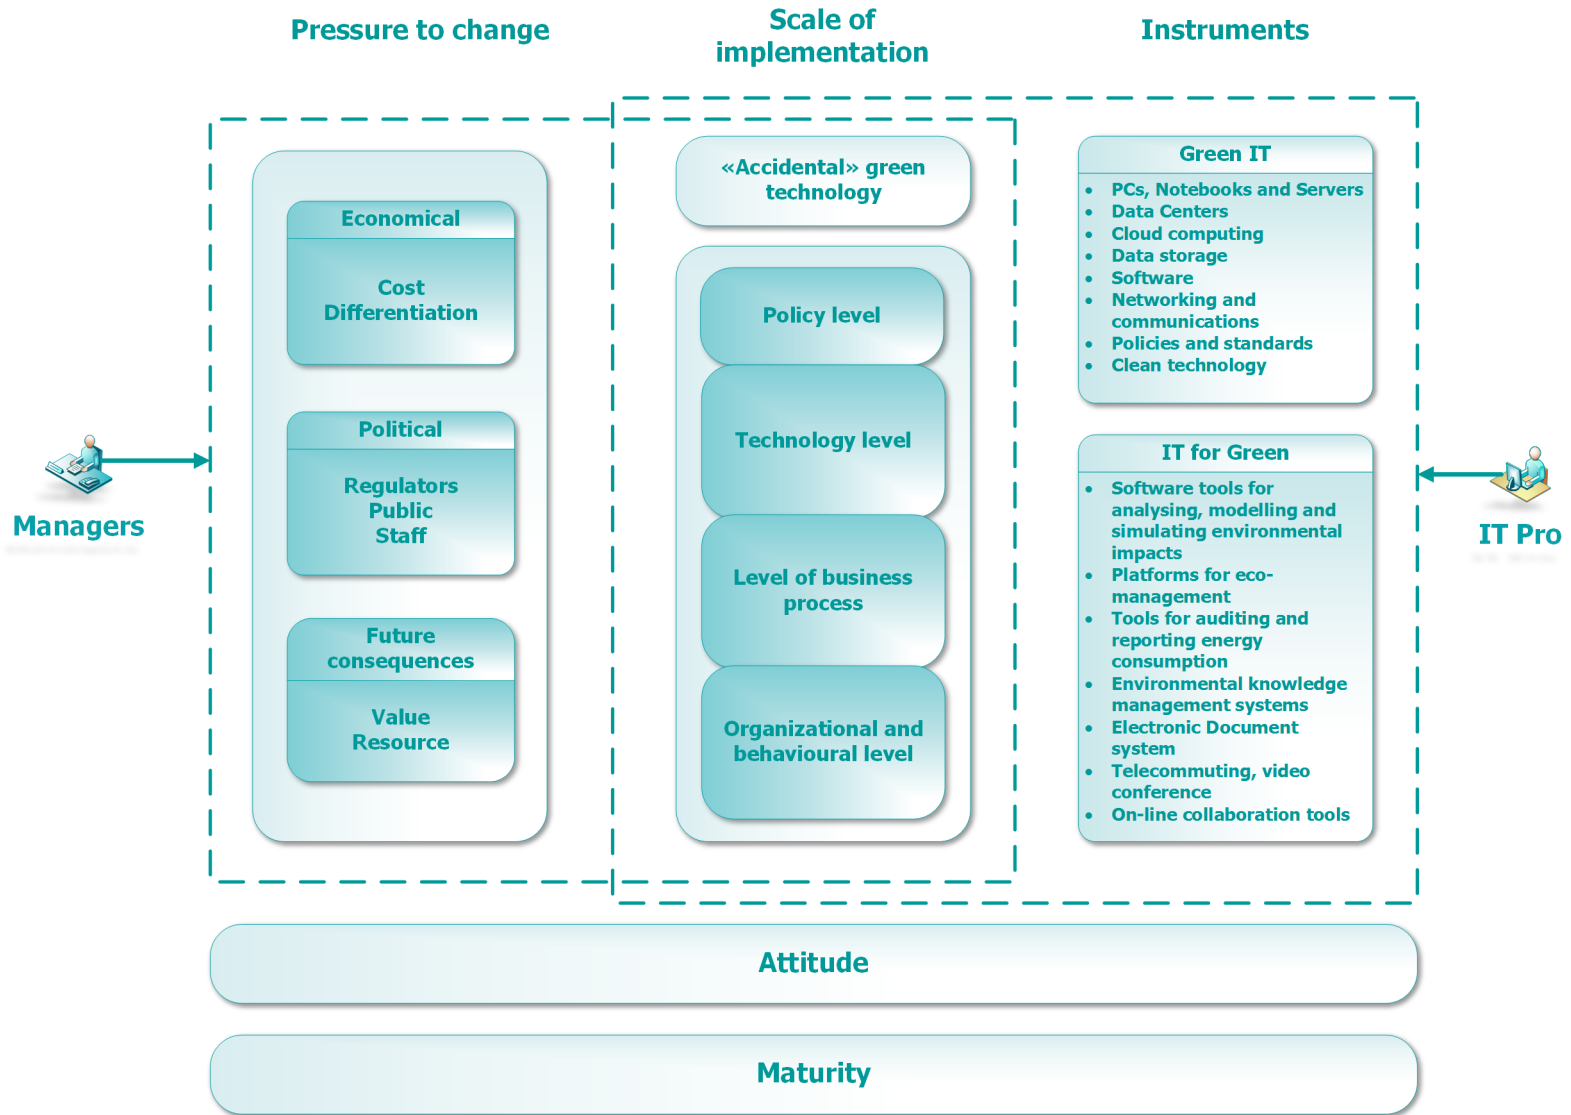 Pressure to change
Scale of
implementation
Instruments
Economical
Cost
Differentiation
Political
Regulators
Public
Staff
Future
consequences
Value
Resource
«Accidental» green
technology
Policy level
Technology level
Level of business
process
Organizational and
behavioural level
Green IT
• PCs, Notebooks and Servers
• Data Centers
• Cloud computing
• Data storage
• Software
• Networking and
communications
• Policies and standards
• Clean technology
IT for Green
• Software tools for
analysing, modelling and
simulating environmental
impacts
• Platforms for eco-
management
• Tools for auditing and
reporting energy
consumption
• Environmental knowledge
management systems
• Electronic Document
system
• Telecommuting, video
conference
• On-line collaboration tools
Managers
IT Pro
Attitude
Maturity